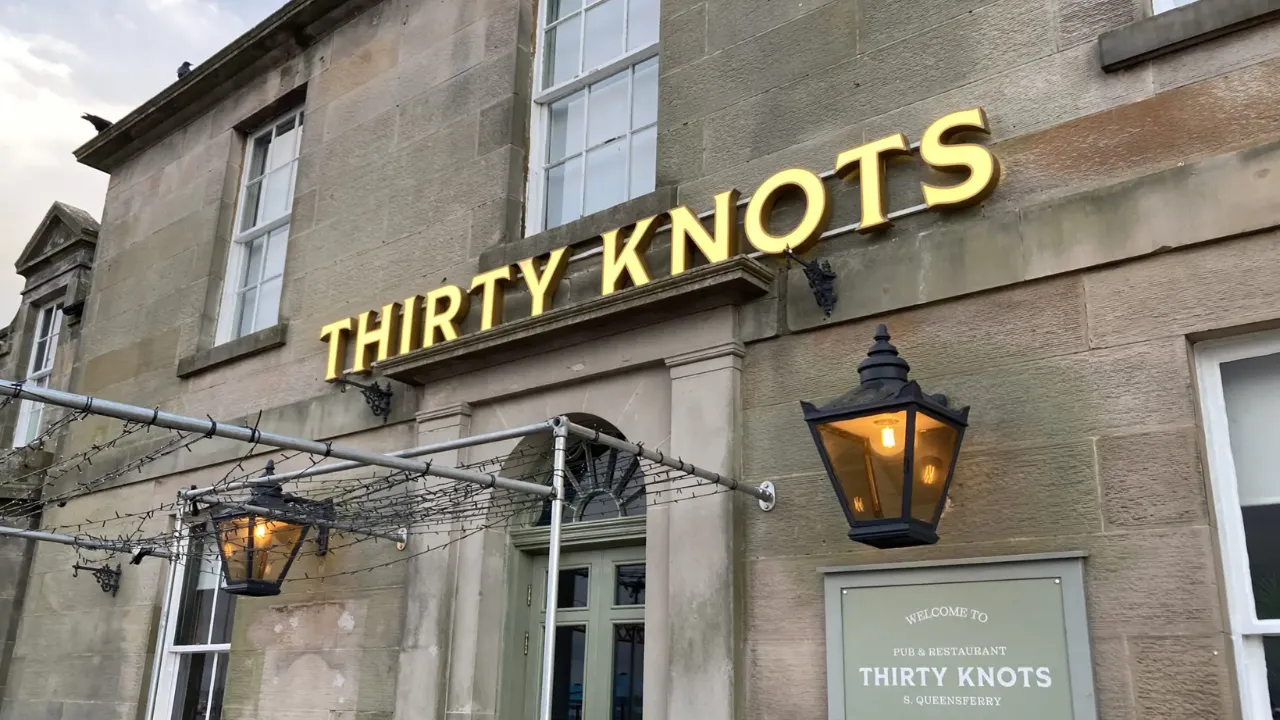 THIRTY KNOTS
WELCOME TO
PUB & RESTAURANT
THIRTY KNOTS
S. QUEENSFERRY